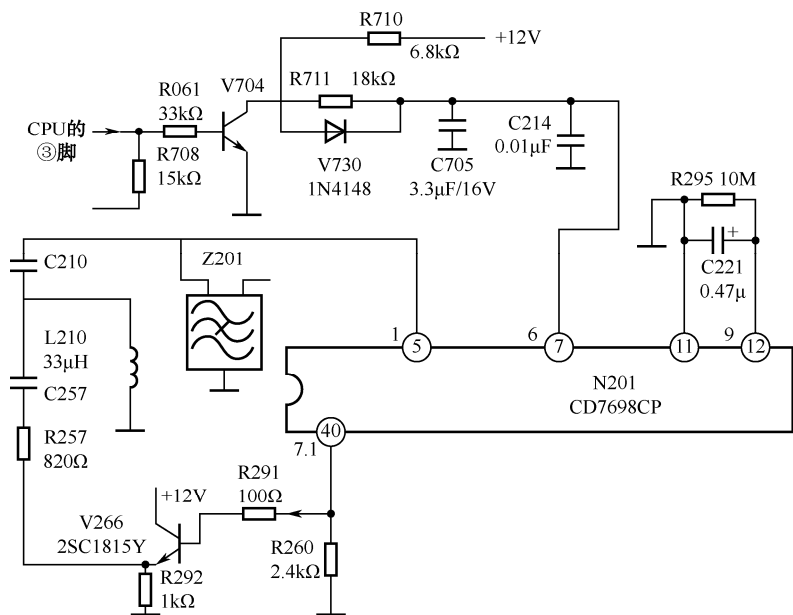 R710
6.8kΩ
+12V
R061
33kΩ
V704
R711
18kΩ
CPU的
③脚
R708
15kΩ
V730
1N4148
C705
3.3μF/16V
C214
0.01μF
R295 10M
+
C221
0.47μ
C210
Z201
L210
33μH
C257
R257
820Ω
1
5
6
7
11
9
12
N201
CD7698CP
40
7.1
R291
100Ω
+12V
V266
2SC1815Y
R292
1kΩ
R260
2.4kΩ